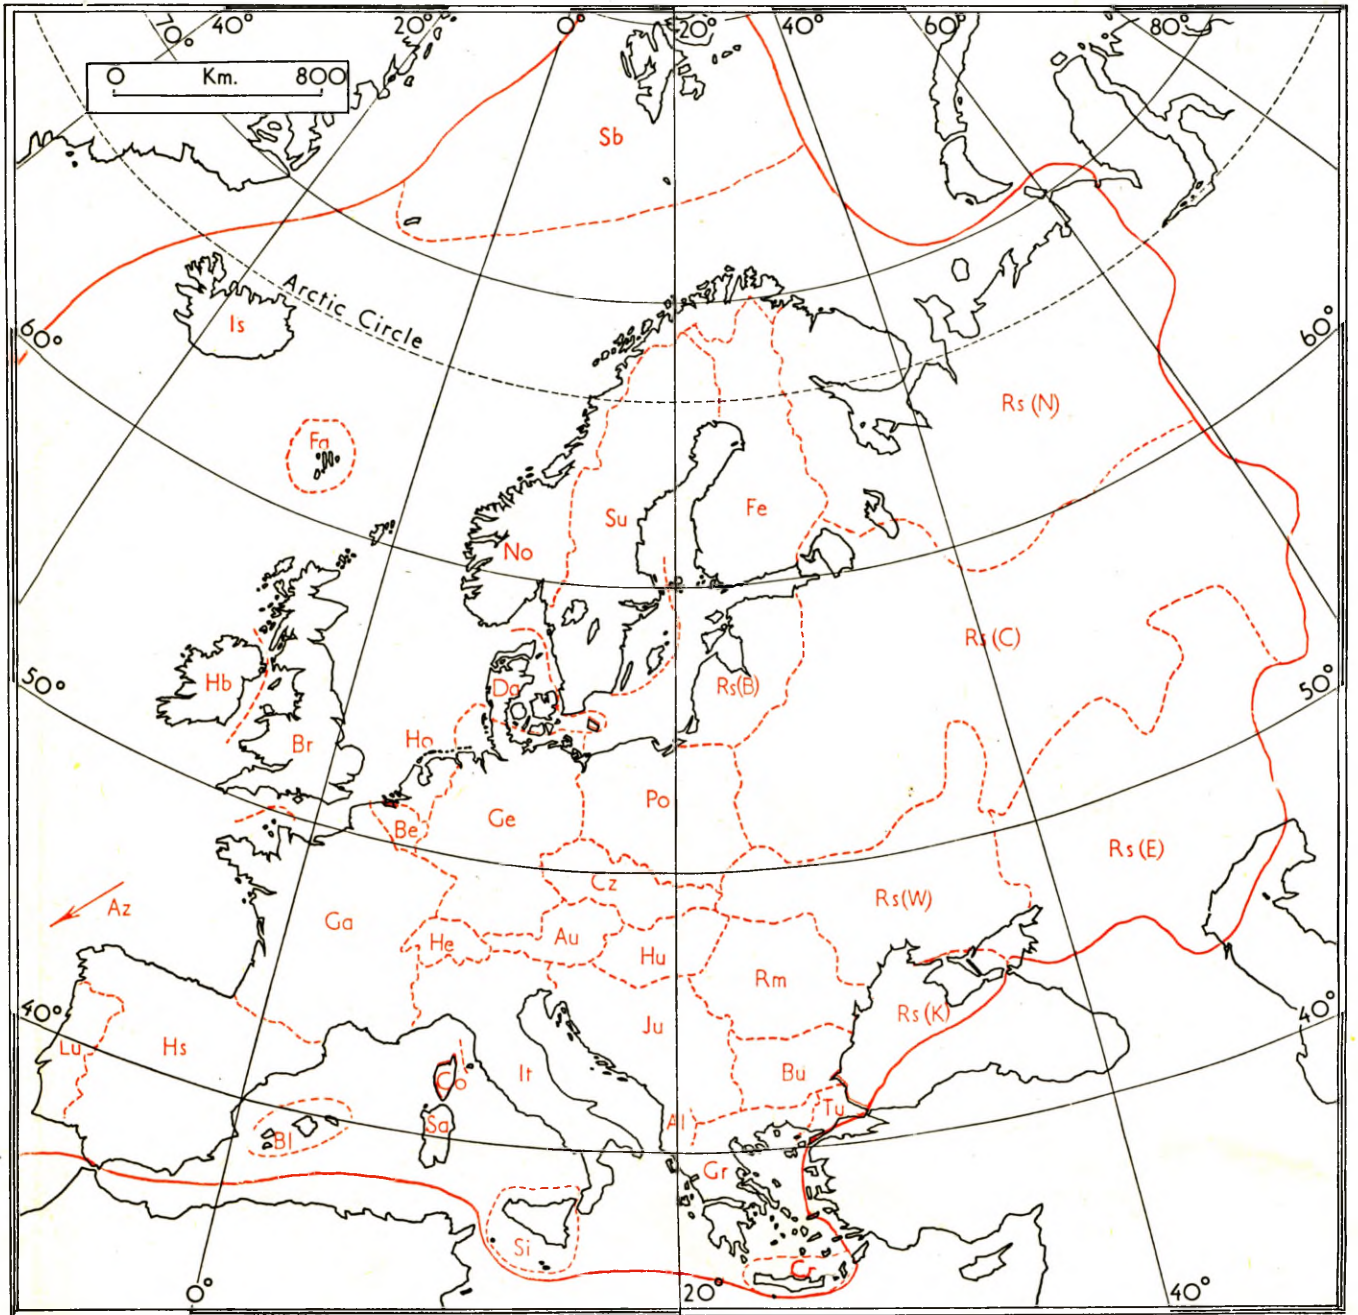 70° 40° 20° 0° 20° 40° 60° 80°
0 Km. 800
Sb
Arctic Circle
Is
60°
60°
Rs (N)
Fa
Su
Fe
No
Rs (C)
Hb
Da
Rs(B)
50°
50°
Br
Ho
Po
Be
Ge
Rs (E)
Cz
Rs(W)
Az
Ga
He
Au
Hu
Rm
40°
Rs (K)
40°
Lu
Hs
Ju
It
Co
Bu
Sa
Al
Tu
Bl
Gr
Si
Cr
0°
20°
40°